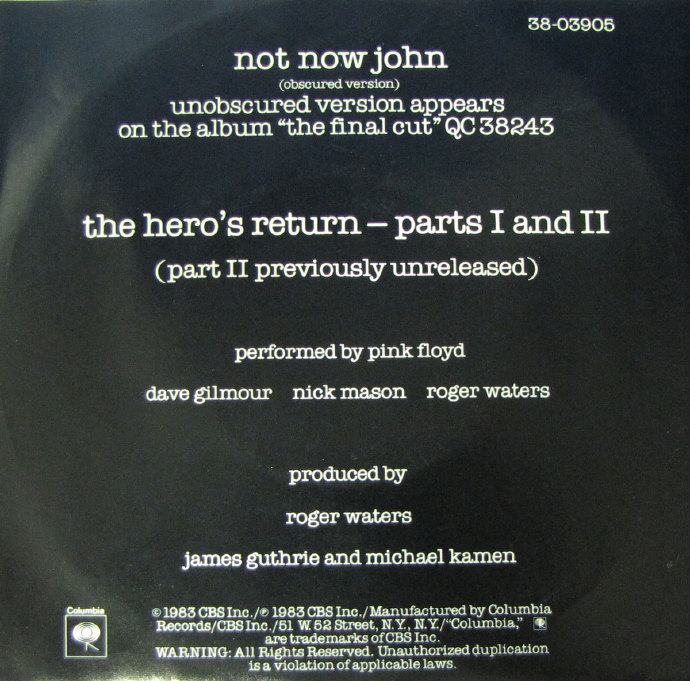 38-03905
not now john
(obscured version)
unobscured version appears
on the album “the final cut” QC 38243
the hero’s return – parts I and II
(part II previously unreleased)
performed by pink floyd
dave gilmour nick mason roger waters
produced by
roger waters
james guthrie and michael kamen
Columbia
© 1983 CBS Inc./℗ 1983 CBS Inc./Manufactured by Columbia
Records/CBS Inc./51 W. 52 Street, N.Y., N.Y./“Columbia,”
are trademarks of CBS Inc.
WARNING: All Rights Reserved. Unauthorized duplication
is a violation of applicable laws.